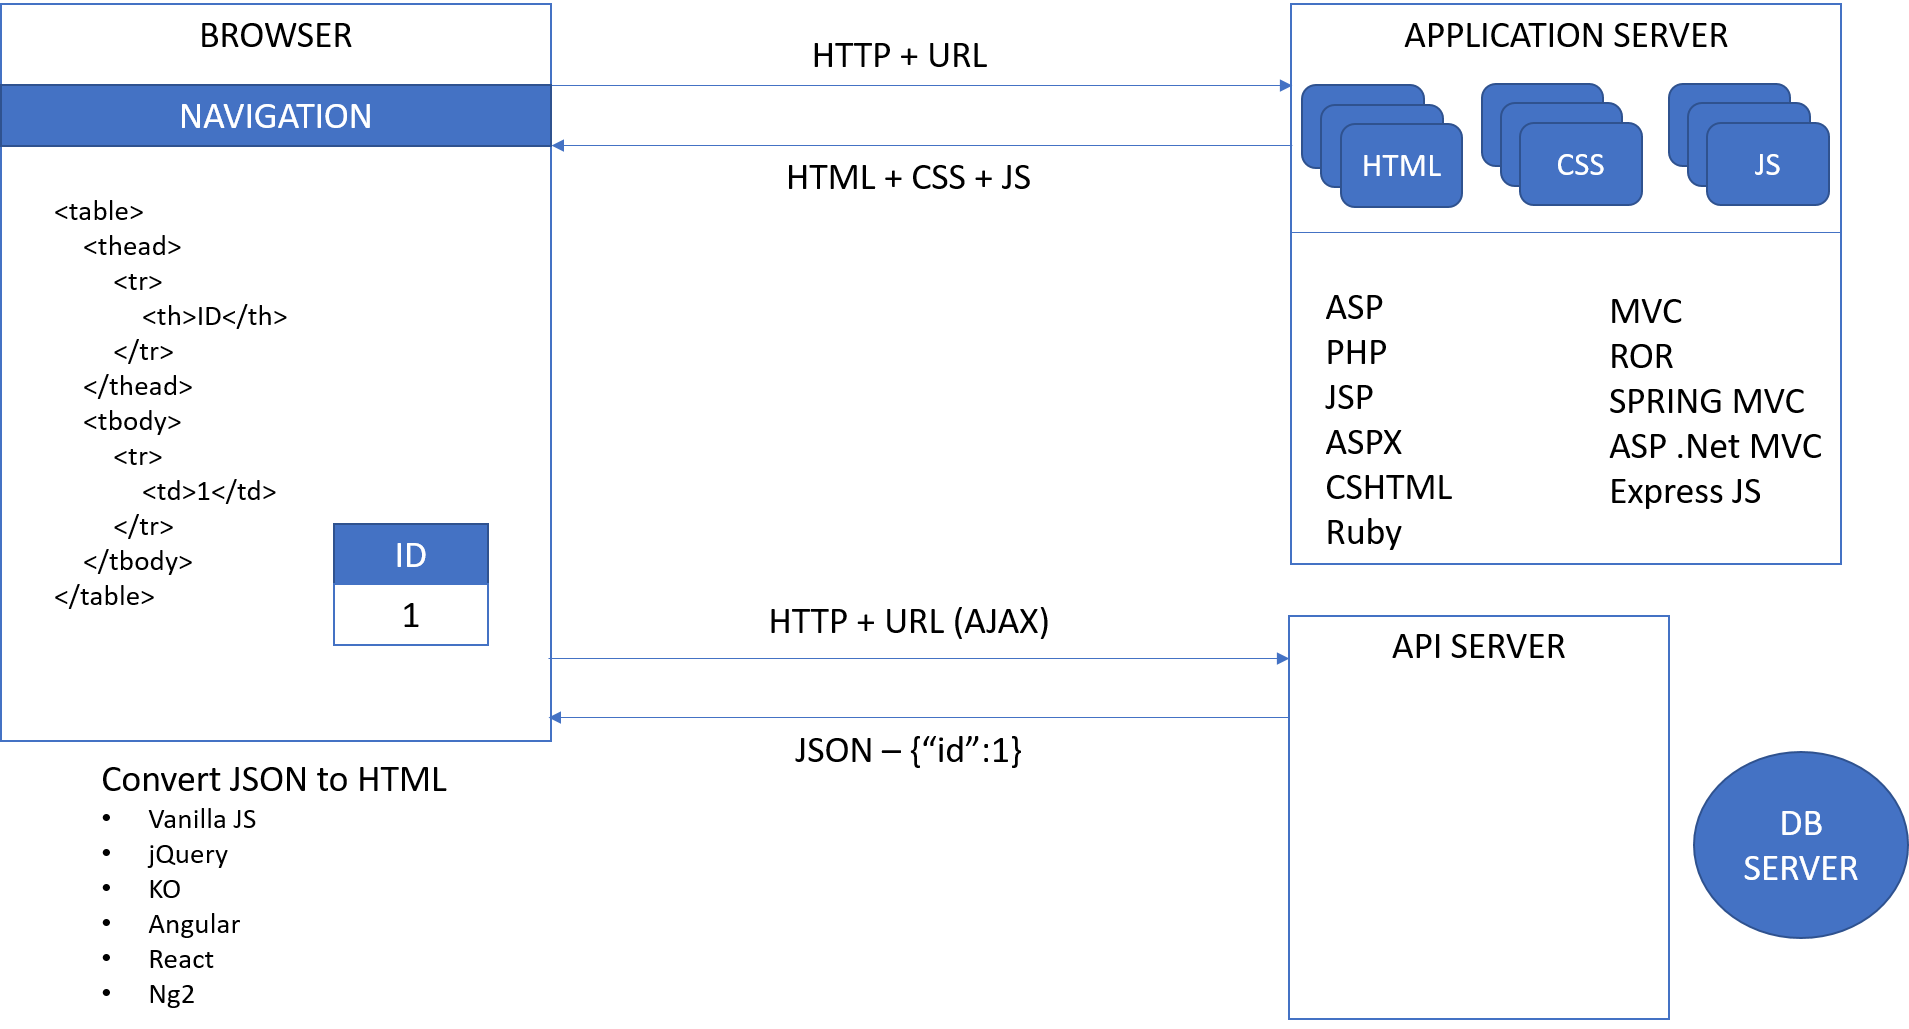 BROWSER
NAVIGATION
<table>
<thead>
<tr>
<th>ID</th>
</tr>
</thead>
<tbody>
<tr>
<td>1</td>
</tr>
</tbody>
</table>
ID
1
Convert JSON to HTML
• Vanilla JS
• jQuery
• KO
• Angular
• React
• Ng2
HTTP + URL
HTML + CSS + JS
HTTP + URL (AJAX)
JSON – {“id”:1}
APPLICATION SERVER
HTML
CSS
JS
ASP
PHP
JSP
ASPX
CSHTML
Ruby
MVC
ROR
SPRING MVC
ASP .Net MVC
Express JS
API SERVER
DB
SERVER